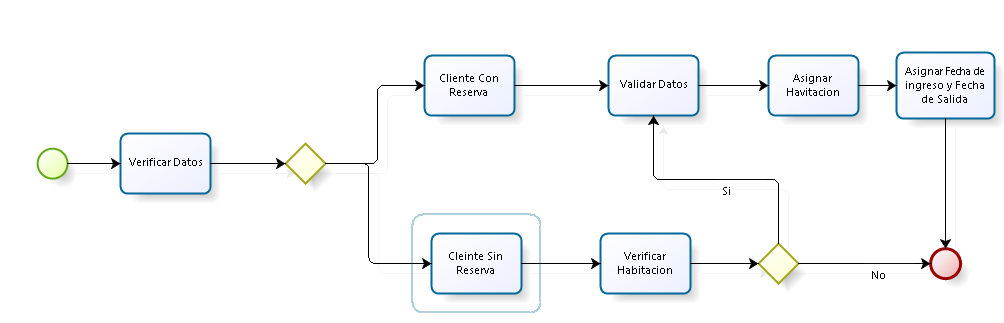 Verificar Datos
Cliente Con
Reserva
Validar Datos
Asignar
Havitacion
Asignar Fecha de
ingreso y Fecha
de Salida
Cleinte Sin
Reserva
Verificar
Habitacion
Si
No